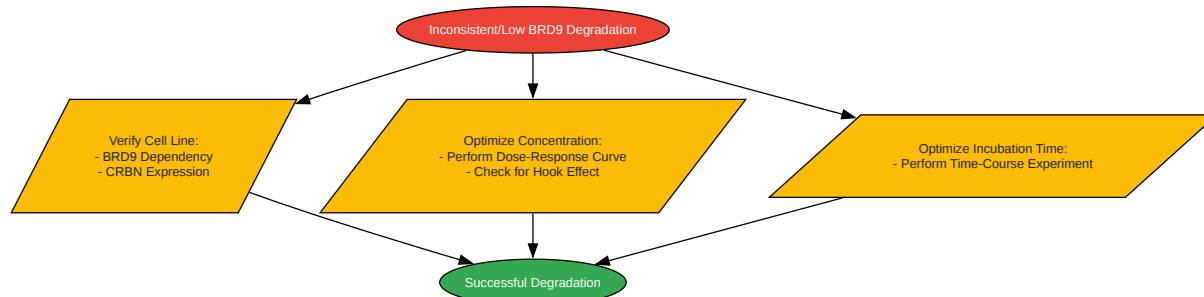 Inconsistent/Low BRD9 Degradation
Verify Cell Line:
- BRD9 Dependency
- CRBN Expression
Optimize Concentration:
- Perform Dose-Response Curve
- Check for Hook Effect
Optimize Incubation Time:
- Perform Time-Course Experiment
Successful Degradation